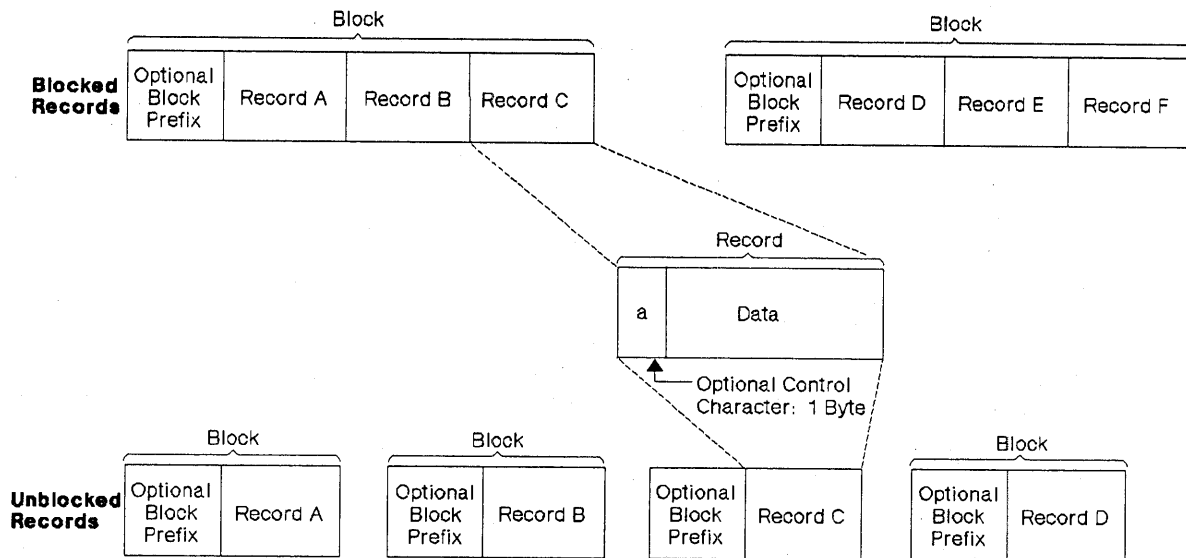 Block
Block
Blocked
Records
Optional
Block
Prefix
Record A
Record B
Record C
Optional
Block
Prefix
Record D
Record E
Record F
Record
a
Data
Optional Control
Character: 1 Byte
Block
Block
Block
Unblocked
Records
Optional
Block
Prefix
Record A
Optional
Block
Prefix
Record B
Optional
Block
Prefix
Record C
Optional
Block
Prefix
Record D